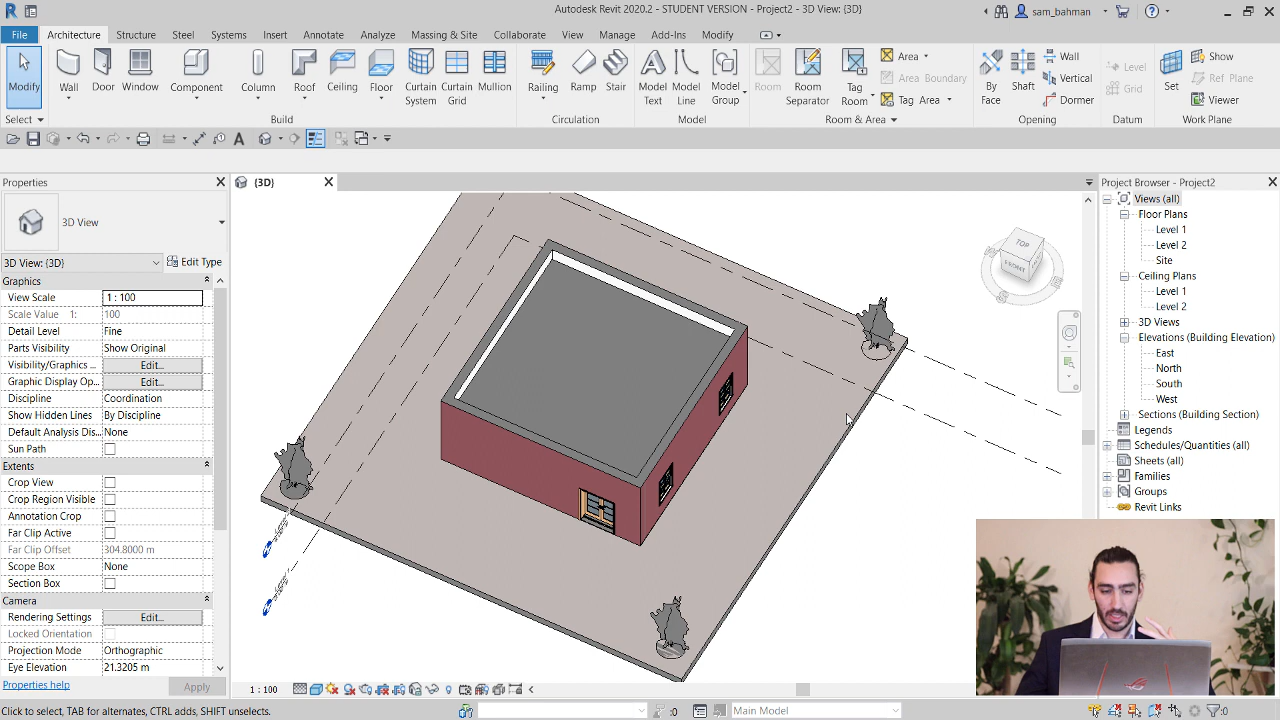 Autodesk Revit 2020.2 - STUDENT VERSION - Project2 - 3D View: {3D}
sam_bahman
File Architecture Structure Steel Systems Insert Annotate Analyze Massing & Site Collaborate View Manage Add-Ins Modify
Modify Wall Door Window Component Column Roof Ceiling Floor Curtain System Curtain Grid Mullion Railing Ramp Stair Model Text Model Line Model Group Room Room Separator Tag Room
Area
Area Boundary
Tag Area
By Face Shaft
Wall
Vertical
Dormer
Level
Grid
Set
Show
Ref Plane
Viewer
Select Build Circulation Model Room & Area Opening Datum Work Plane
Properties
{3D}
Project Browser - Project2
3D View
3D View: {3D} Edit Type
Graphics
View Scale 1 : 100
Scale Value 1: 100
Detail Level Fine
Parts Visibility Show Original
Visibility/Graphics ... Edit...
Graphic Display Op... Edit...
Discipline Coordination
Show Hidden Lines By Discipline
Default Analysis Dis... None
Sun Path
Extents
Crop View
Crop Region Visible
Annotation Crop
Far Clip Active
Far Clip Offset 304.8000 m
Scope Box None
Section Box
Camera
Rendering Settings Edit...
Locked Orientation
Projection Mode Orthographic
Eye Elevation 21.3205 m
Properties help Apply
TOP
FRONT
Views (all)
Floor Plans
Level 1
Level 2
Site
Ceiling Plans
Level 1
Level 2
3D Views
Elevations (Building Elevation)
East
North
South
West
Sections (Building Section)
Legends
Schedules/Quantities (all)
Sheets (all)
Families
Groups
Revit Links
1 : 100
Click to select, TAB for alternates, CTRL adds, SHIFT unselects.
:0
Main Model
:0